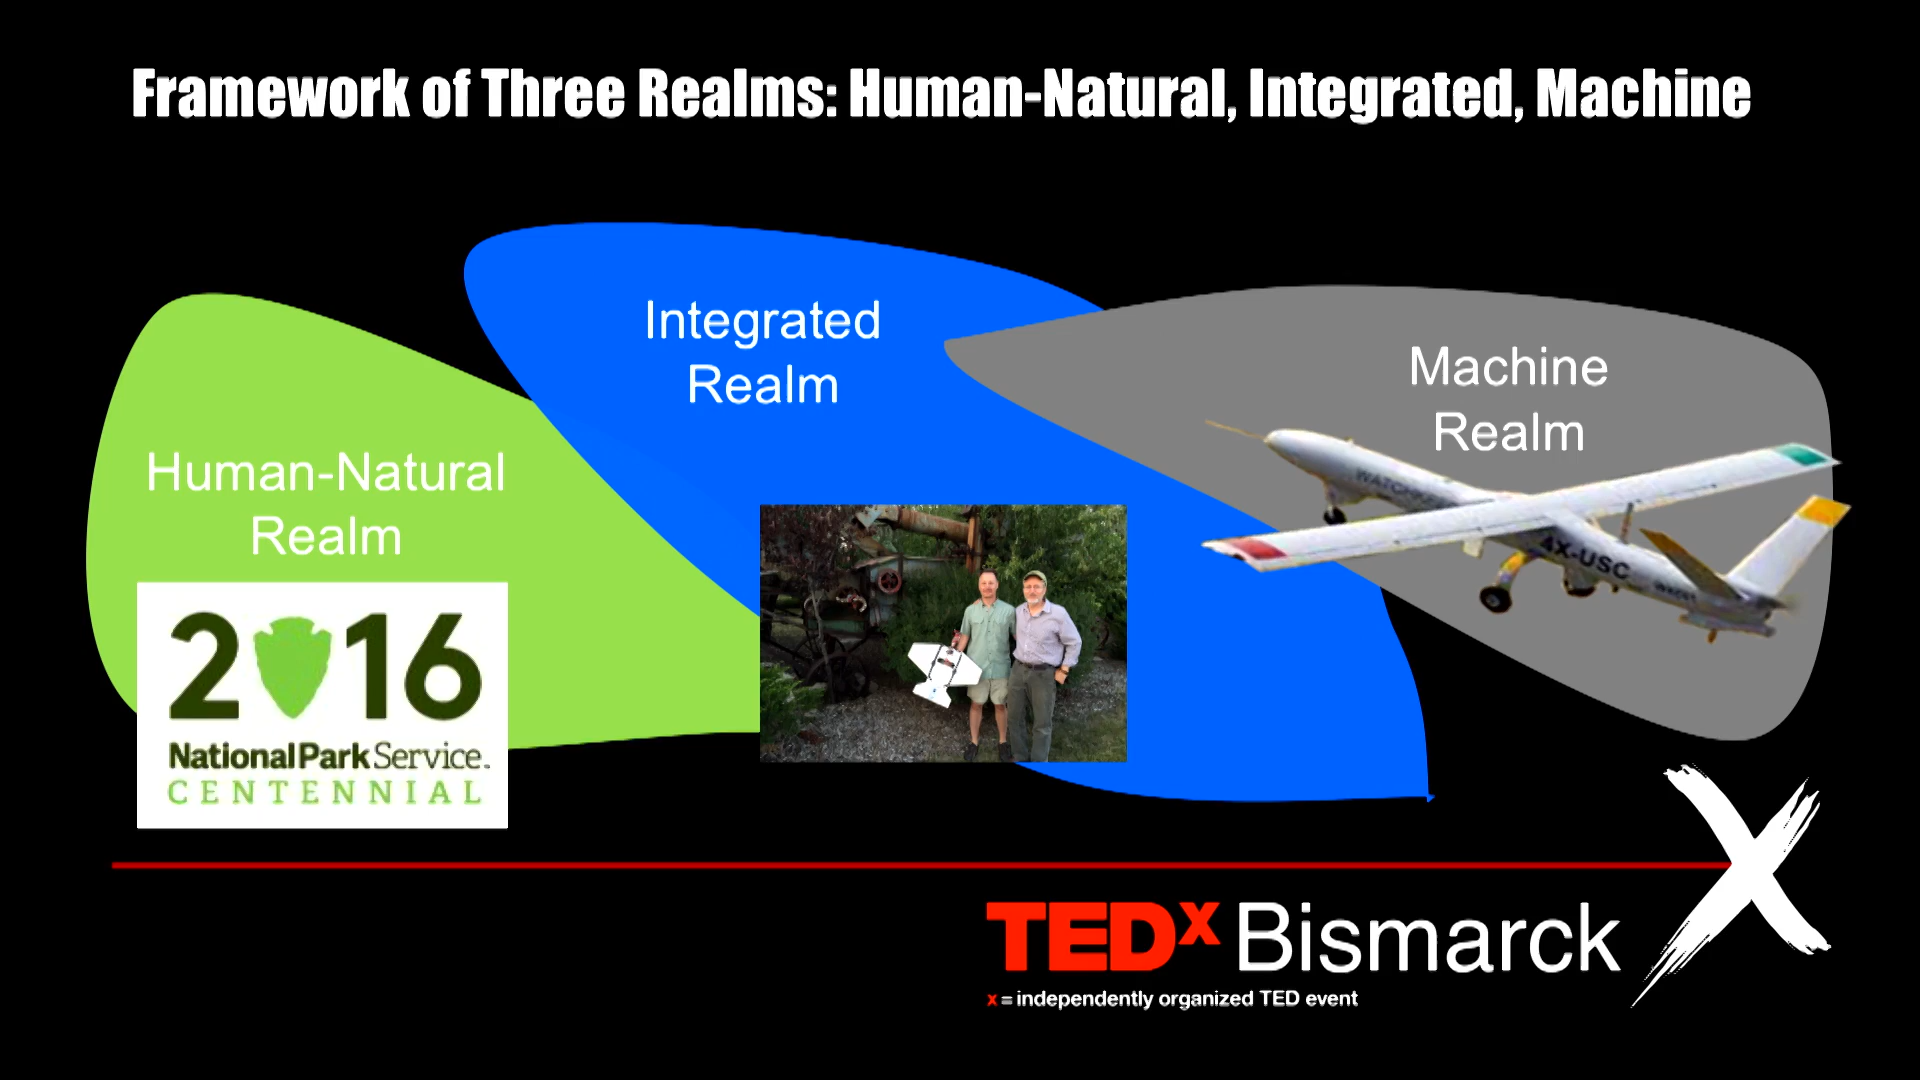 Framework of Three Realms: Human-Natural, Integrated, Machine
Integrated
Realm
Machine
Realm
Human-Natural
Realm
4X-USC
2016
National Park Service
CENTENNIAL
TEDx Bismarck
x = independently organized TED event
X